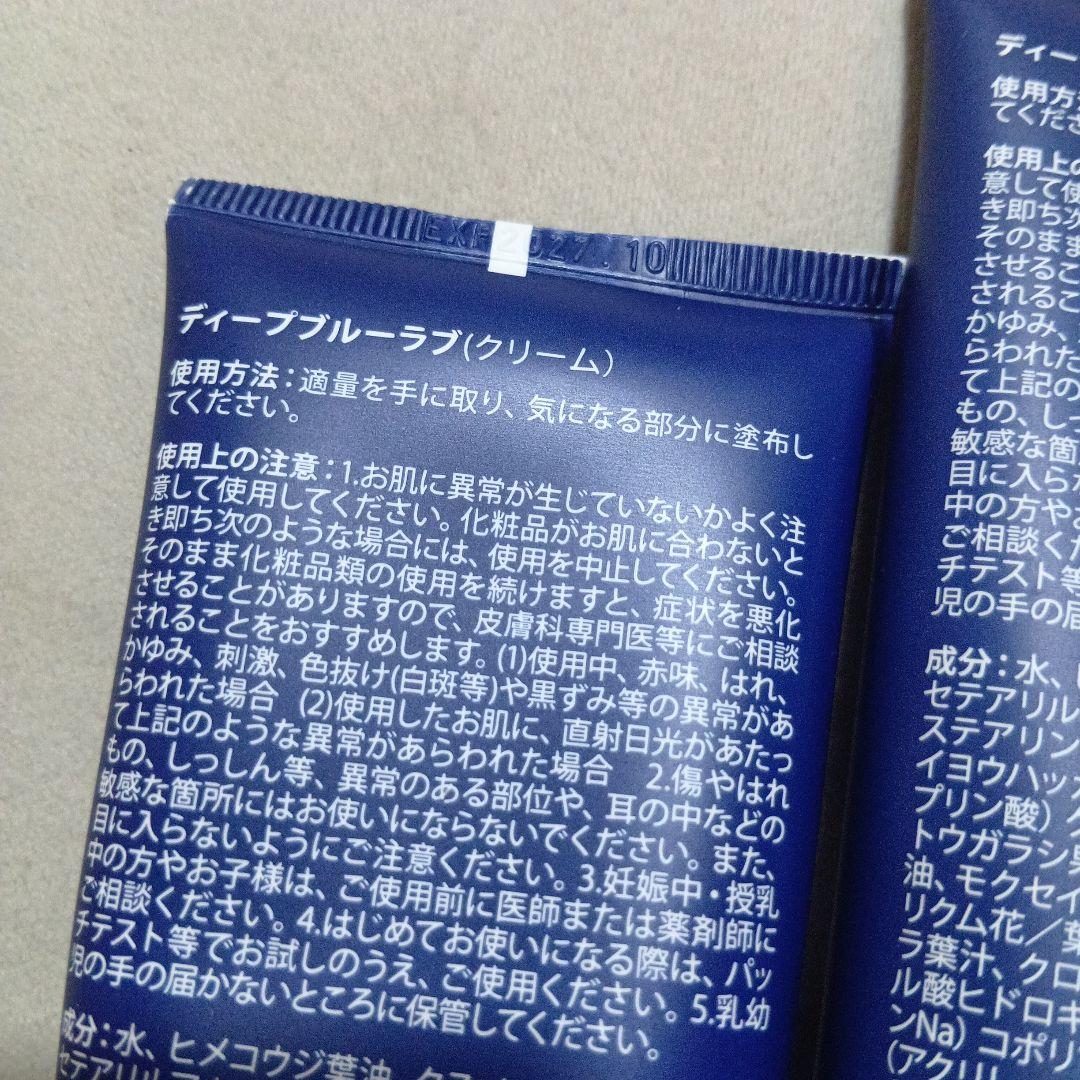 EXP 2027.10
ディープブルーラブ(クリーム)
使用方法:適量を手に取り、気になる部分に塗布し
てください。
使用上の注意:1.お肌に異常が生じていないかよく注
意して使用してください。化粧品がお肌に合わないと
き即ち次のような場合には、使用を中止してください。
そのまま化粧品類の使用を続けますと、症状を悪化
させることがありますので、皮膚科専門医等にご相談
されることをおすすめします。(1)使用中、赤味、はれ、
かゆみ、刺激、色抜け(白斑等)や黒ずみ等の異常があ
らわれた場合 (2)使用したお肌に、直射日光があたっ
て上記のような異常があらわれた場合 2.傷やはれ
もの、しっしん等、異常のある部位や、耳の中などの
敏感な箇所にはお使いにならないでください。また、
目に入らないようにご注意ください。3.妊娠中・授乳
中の方やお子様は、ご使用前に医師または薬剤師に
ご相談ください。4.はじめてお使いになる際は、パッ
チテスト等でお試しのうえ、ご使用ください。5.乳幼
児の手の届かないところに保管してください。
成分:水、ヒメコウジ葉油、
セテアリル
ディー
使用方法
てくださ
使用上の
意して使
き即ち次
そのまま
させるこ
されるこ
かゆみ、
らわれた
て上記の
もの、しっ
敏感な箇
目に入らな
中の方やお
ご相談くだ
チテスト等
児の手の届
成分:水、
セテアリル
ステアリン
イヨウハッカ
プリン酸)
トウガラシ果
油、モクセイ
リクム花/葉
ラ葉汁、クロ
ル酸ヒドロキ
ンNa)コポリ
(アクリ